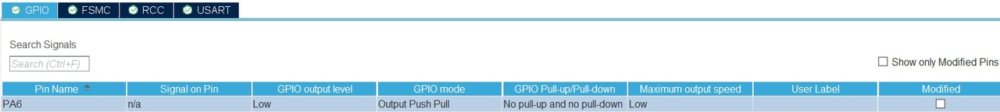 GPIO FSMC RCC USART
Search Signals
Search (Ctrl+F)
Show only Modified Pins
Pin Name Signal on Pin GPIO output level GPIO mode GPIO Pull-up/Pull-down Maximum output speed User Label Modified
PA6 n/a Low Output Push Pull No pull-up and no pull-down Low